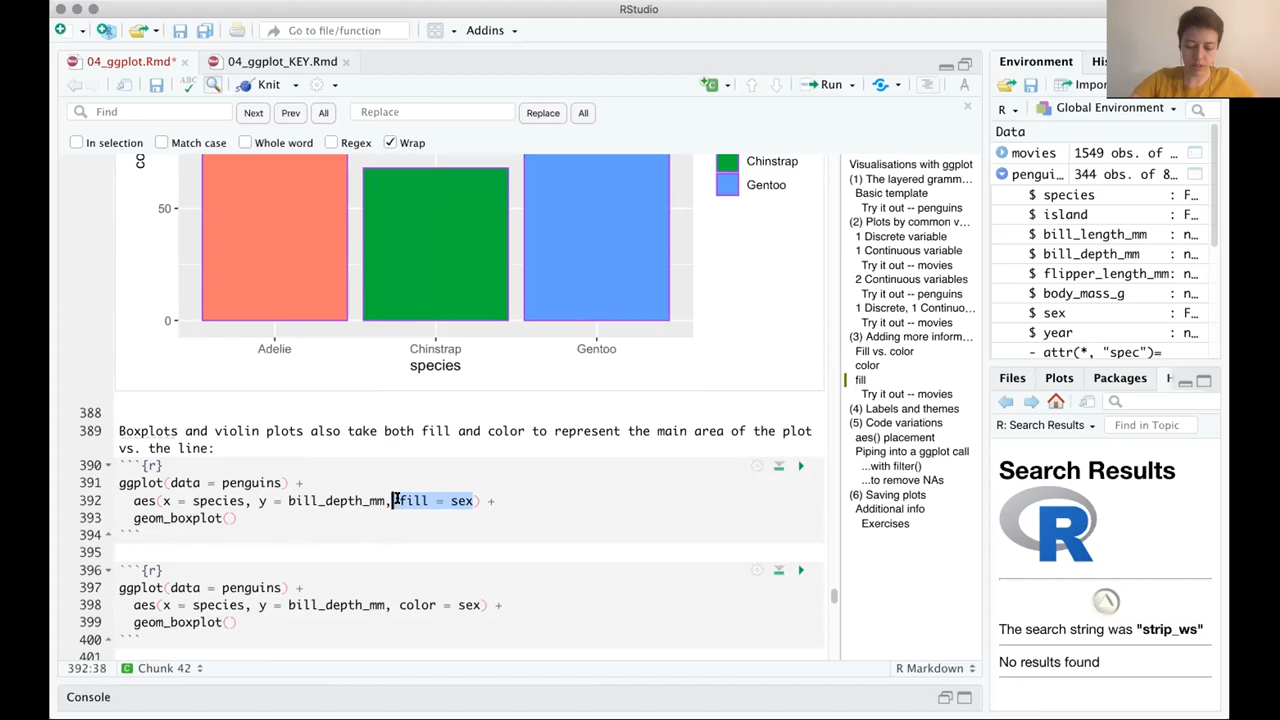 RStudio
Go to file/function
Addins
04_ggplot.Rmd*
04_ggplot_KEY.Rmd
Knit
Run
Find
Next
Prev
All
Replace
Replace
All
In selection
Match case
Whole word
Regex
Wrap
co
50
0
Adelie
Chinstrap
Gentoo
species
Chinstrap
Gentoo
388
389 Boxplots and violin plots also take both fill and color to represent the main area of the plot
vs. the line:
390 ```{r}
391 ggplot(data = penguins) +
392 aes(x = species, y = bill_depth_mm, fill = sex) +
393 geom_boxplot()
394 ```
395
396 ```{r}
397 ggplot(data = penguins) +
398 aes(x = species, y = bill_depth_mm, color = sex) +
399 geom_boxplot()
400 ```
401
392:38
Chunk 42
R Markdown
Console
Visualisations with ggplot
(1) The layered gramm...
Basic template
Try it out -- penguins
(2) Plots by common v...
1 Discrete variable
1 Continuous variable
Try it out -- movies
2 Continuous variables
Try it out -- penguins
1 Discrete, 1 Continuo...
Try it out -- movies
(3) Adding more inform...
Fill vs. color
color
fill
Try it out -- movies
(4) Labels and themes
(5) Code variations
aes() placement
Piping into a ggplot call
...with filter()
...to remove NAs
(6) Saving plots
Additional info
Exercises
Environment
His
Impor
R
Global Environment
Data
movies 1549 obs. of ...
pengui... 344 obs. of 8...
$ species : F...
$ island : F...
$ bill_length_mm : n...
$ bill_depth_mm : n...
$ flipper_length_mm: n...
$ body_mass_g : n...
$ sex : F...
$ year : n...
- attr(*, "spec")=
Files
Plots
Packages
H
R: Search Results
Find in Topic
Search Results
R
The search string was "strip_ws"
No results found